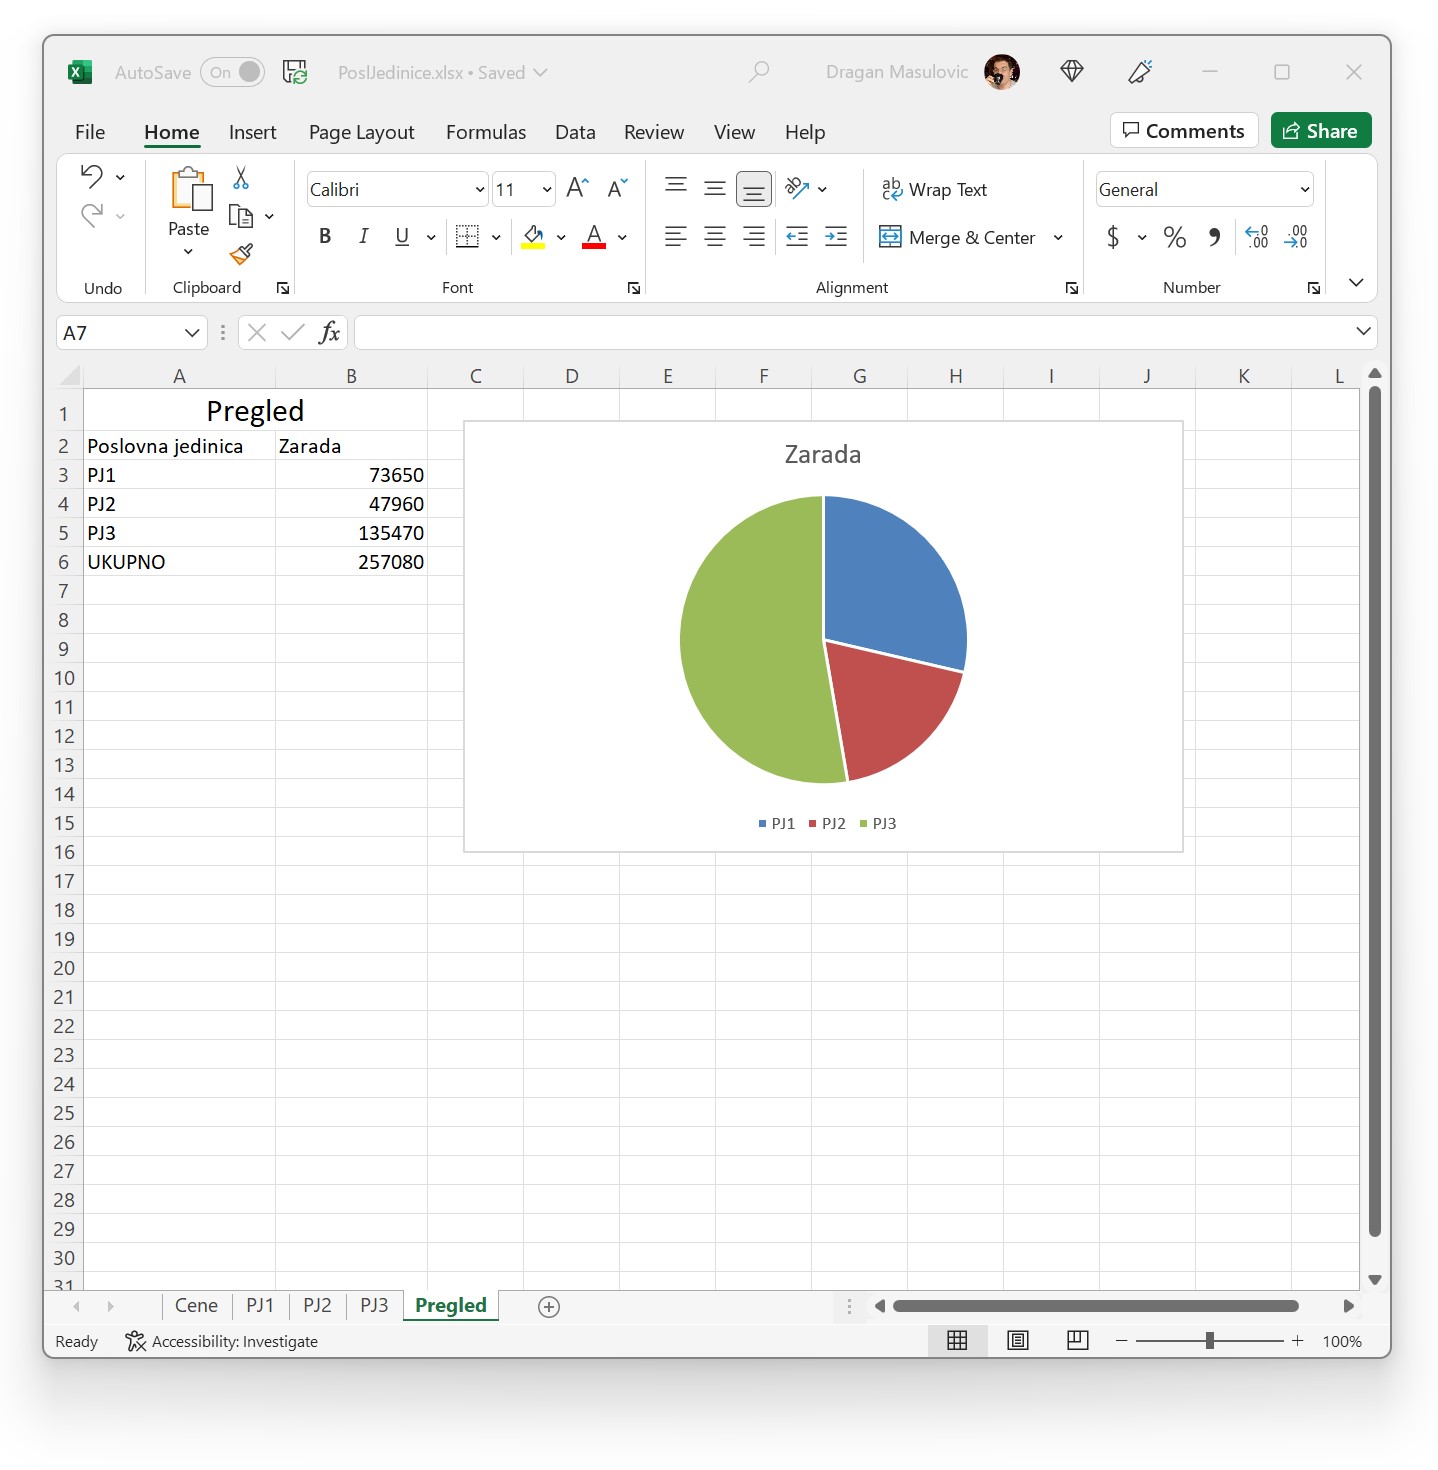 AutoSave On PoslJedinice.xlsx • Saved Dragan Masulovic
File Home Insert Page Layout Formulas Data Review View Help Comments Share
Paste
Calibri 11
B I U A
Wrap Text
Merge & Center
General
$ %
Undo Clipboard Font Alignment Number
A7 fx
A B C D E F G H I J K L
1 Pregled
2 Poslovna jedinica Zarada
3 PJ1 73650
4 PJ2 47960
5 PJ3 135470
6 UKUPNO 257080
7
8
9
10
11
12
13
14
15
16
17
18
19
20
21
22
23
24
25
26
27
28
29
30
31
Zarada
PJ1 PJ2 PJ3
Cene PJ1 PJ2 PJ3 Pregled
Ready Accessibility: Investigate 100%